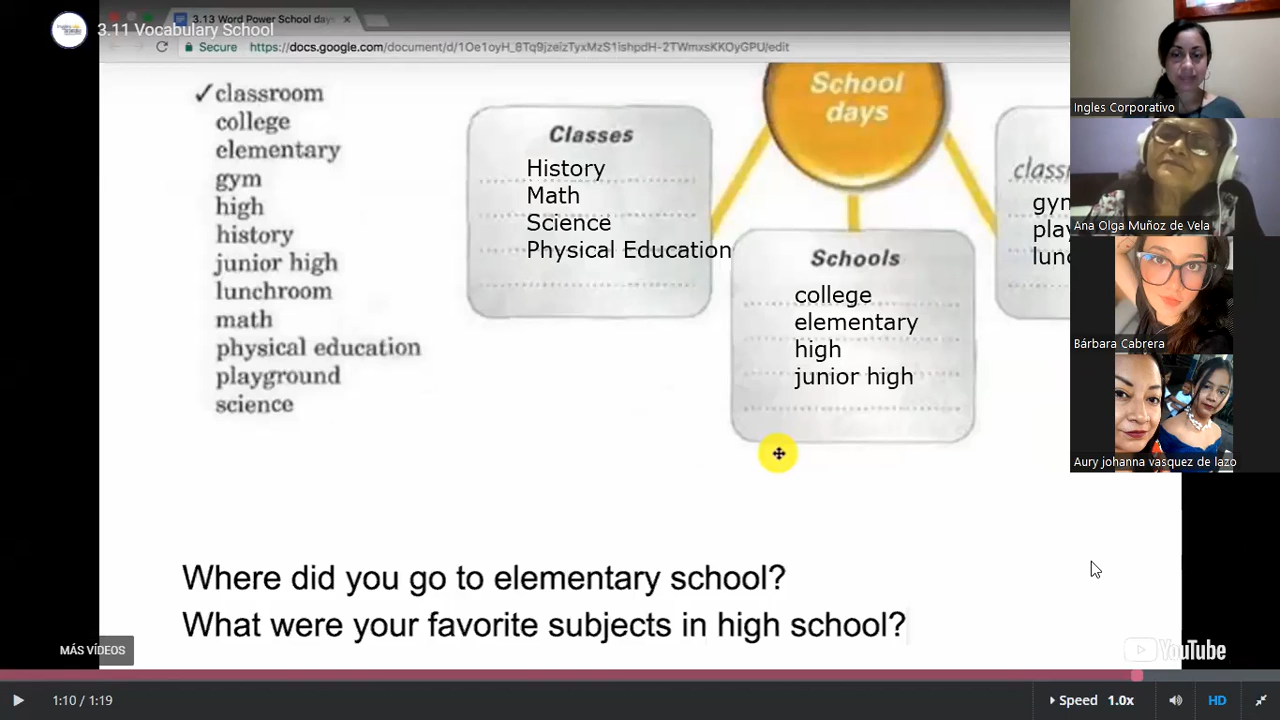 3.13 Word Power School days
3.11 Vocabulary School
Secure
https://docs.google.com/document/d/1Oe1oyH_8Tq9jzeizTyxMzS1ishpdH-2TWmxsKKOyGPU/edit
✓ classroom
college
elementary
gym
high
history
junior high
lunchroom
math
physical education
playground
science
Classes
History
Math
Science
Physical Education
School
days
Schools
college
elementary
high
junior high
Where did you go to elementary school?
What were your favorite subjects in high school?
Ingles Corporativo
Ana Olga Muñoz de Vela
Bárbara Cabrera
Aury johanna vasquez de lazo
MÁS VÍDEOS
YouTube
1:10 / 1:19
Speed 1.0x
HD